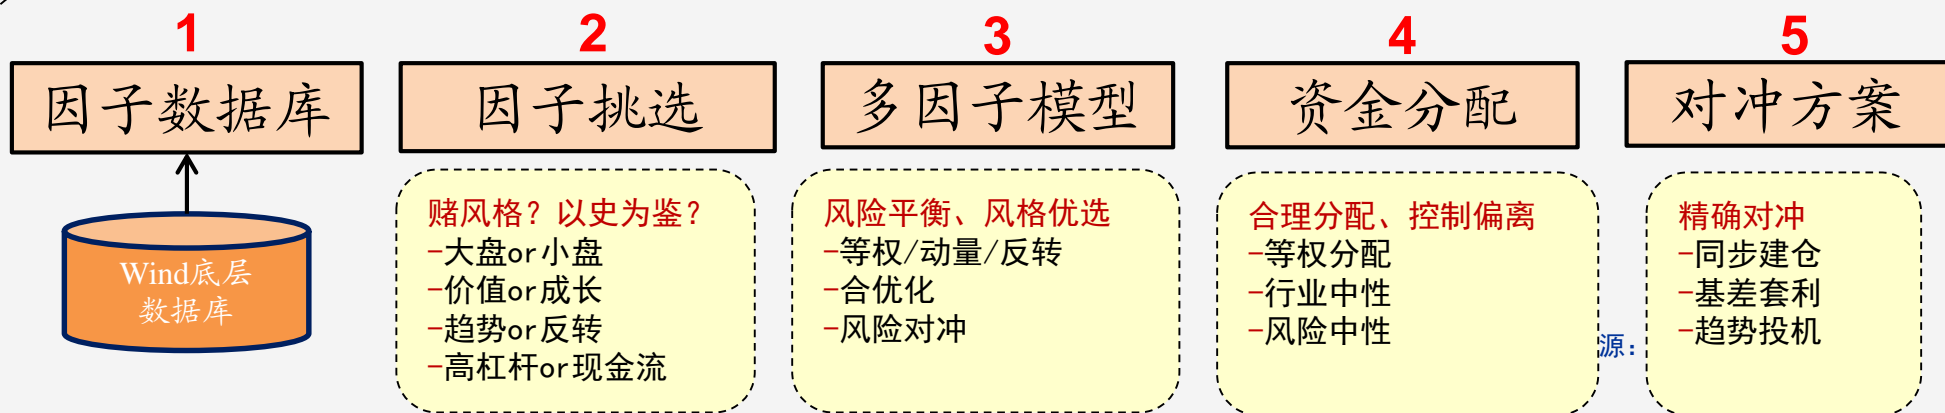 1
因子数据库
Wind底层
数据库
2
因子挑选
赌风格？以史为鉴？
-大盘or小盘
-价值or成长
-趋势or反转
-高杠杆or现金流
3
多因子模型
风险平衡、风格优选
-等权/动量/反转
-合优化
-风险对冲
4
资金分配
合理分配、控制偏离
-等权分配
-行业中性
-风险中性
源：
5
对冲方案
精确对冲
-同步建仓
-基差套利
-趋势投机